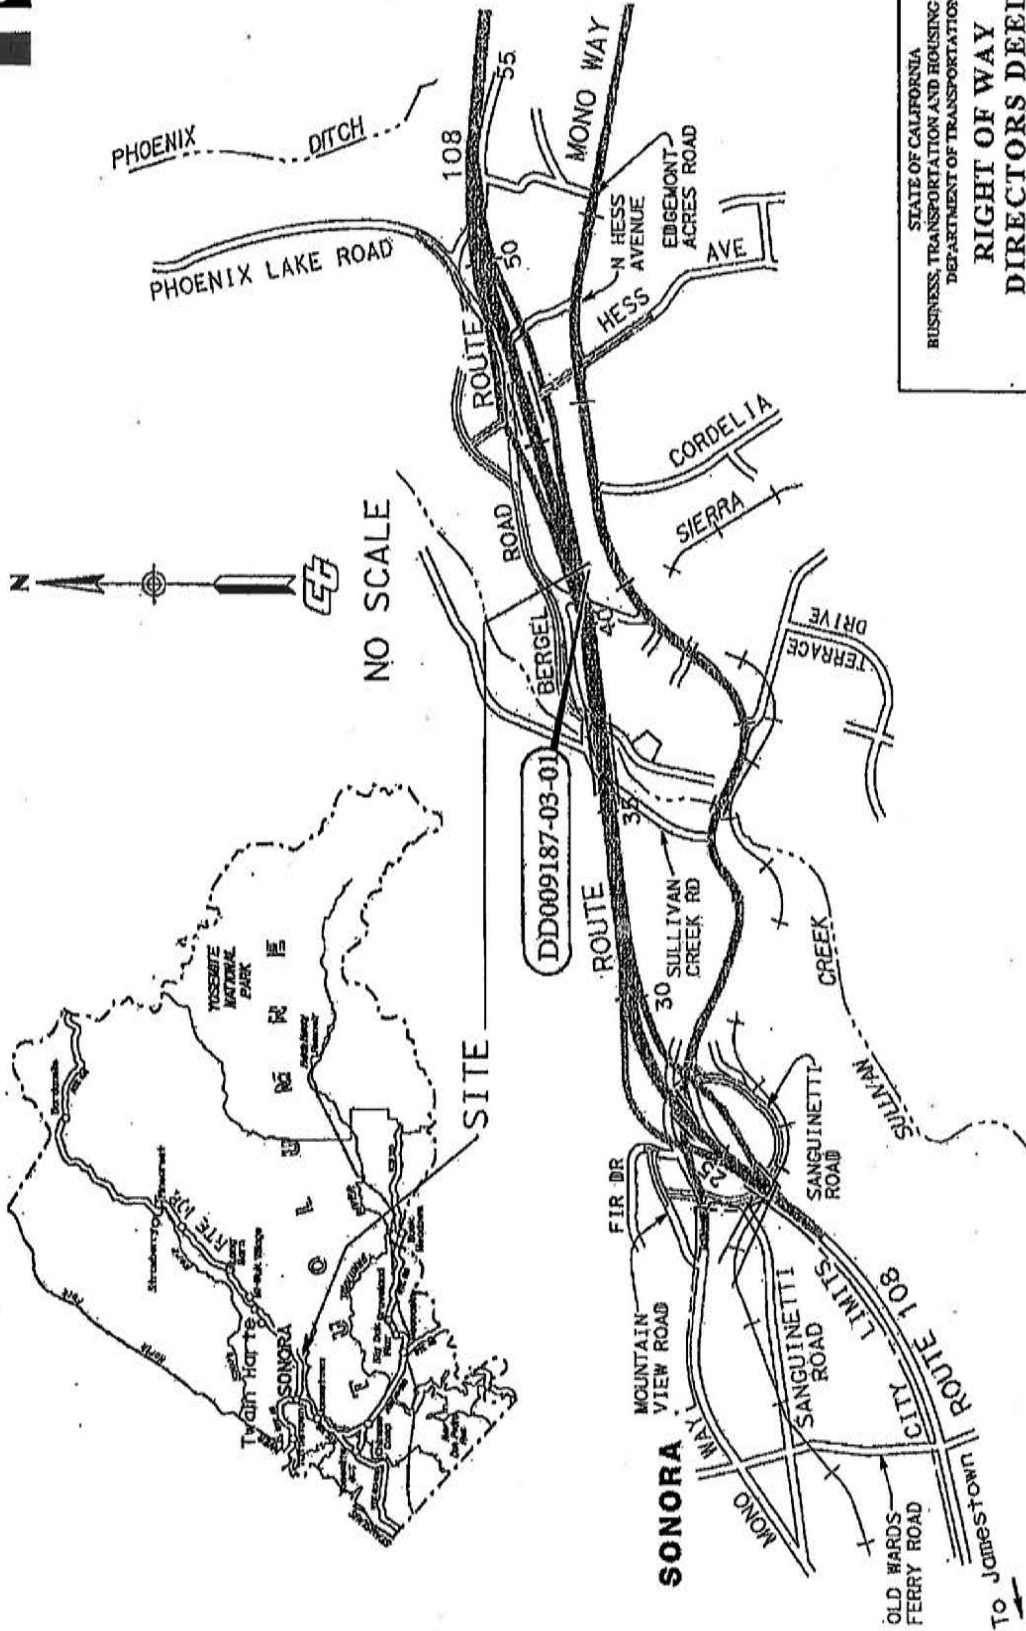 N
NO SCALE
PHOENIX
DITCH
PHOENIX LAKE ROAD
108
55
MONO WAY
ROUTE
50
N HESS
AVENUE
EDGEMONT
ACRES ROAD
HESS
AVE
ROAD
BERGEL
40
CORDELIA
SIERRA
TERRACE
DRIVE
DD009187-03-01
ROUTE
35
SULLIVAN
CREEK RD
30
CREEK
SULLIVAN
SITE
YOSEMITE
NATIONAL
PARK
Strawberry
Pinecrest
RTE 108
Twain Harte
SONORA
FIR DR
25
MOUNTAIN
VIEW ROAD
SANGUINETTI
ROAD
SANGUINETTI
ROAD
CITY
LIMITS
ROUTE 108
SONORA
MONO
WAY
OLD WARDS
FERRY ROAD
To Jamestown
STATE OF CALIFORNIA
BUSINESS, TRANSPORTATION AND HOUSING
DEPARTMENT OF TRANSPORTATION
RIGHT OF WAY
DIRECTORS DEED